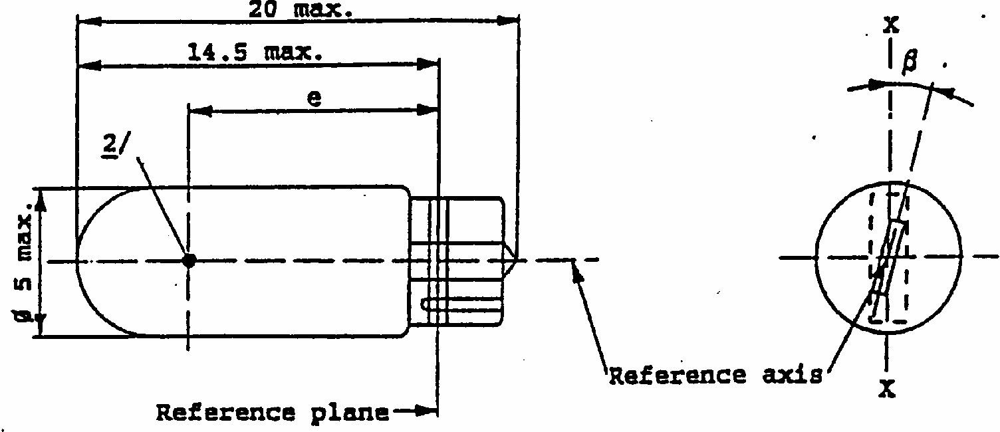 20 max.
14.5 max.
e
2/
Ø 5 max.
X
β
Reference axis
X
Reference plane